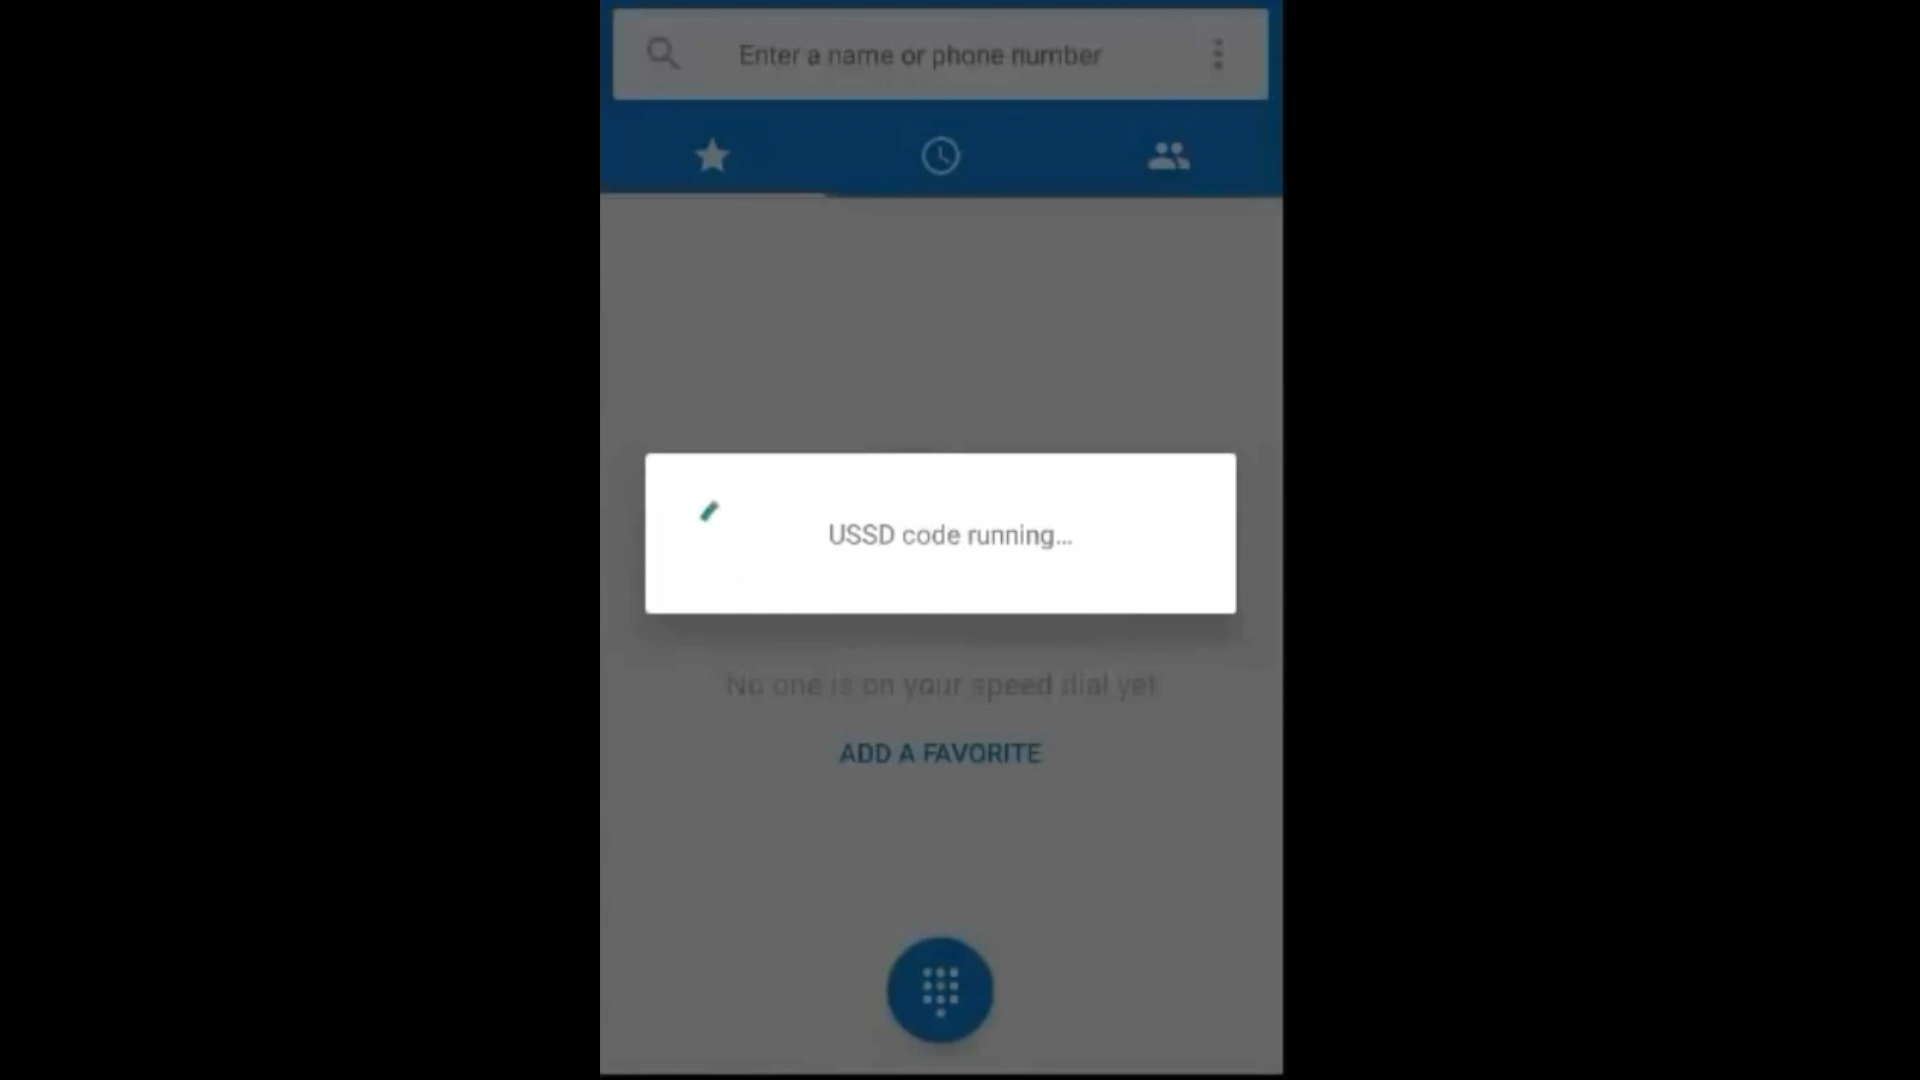 Enter a name or phone number
USSD code running...
No one is on your speed dial yet
ADD A FAVORITE